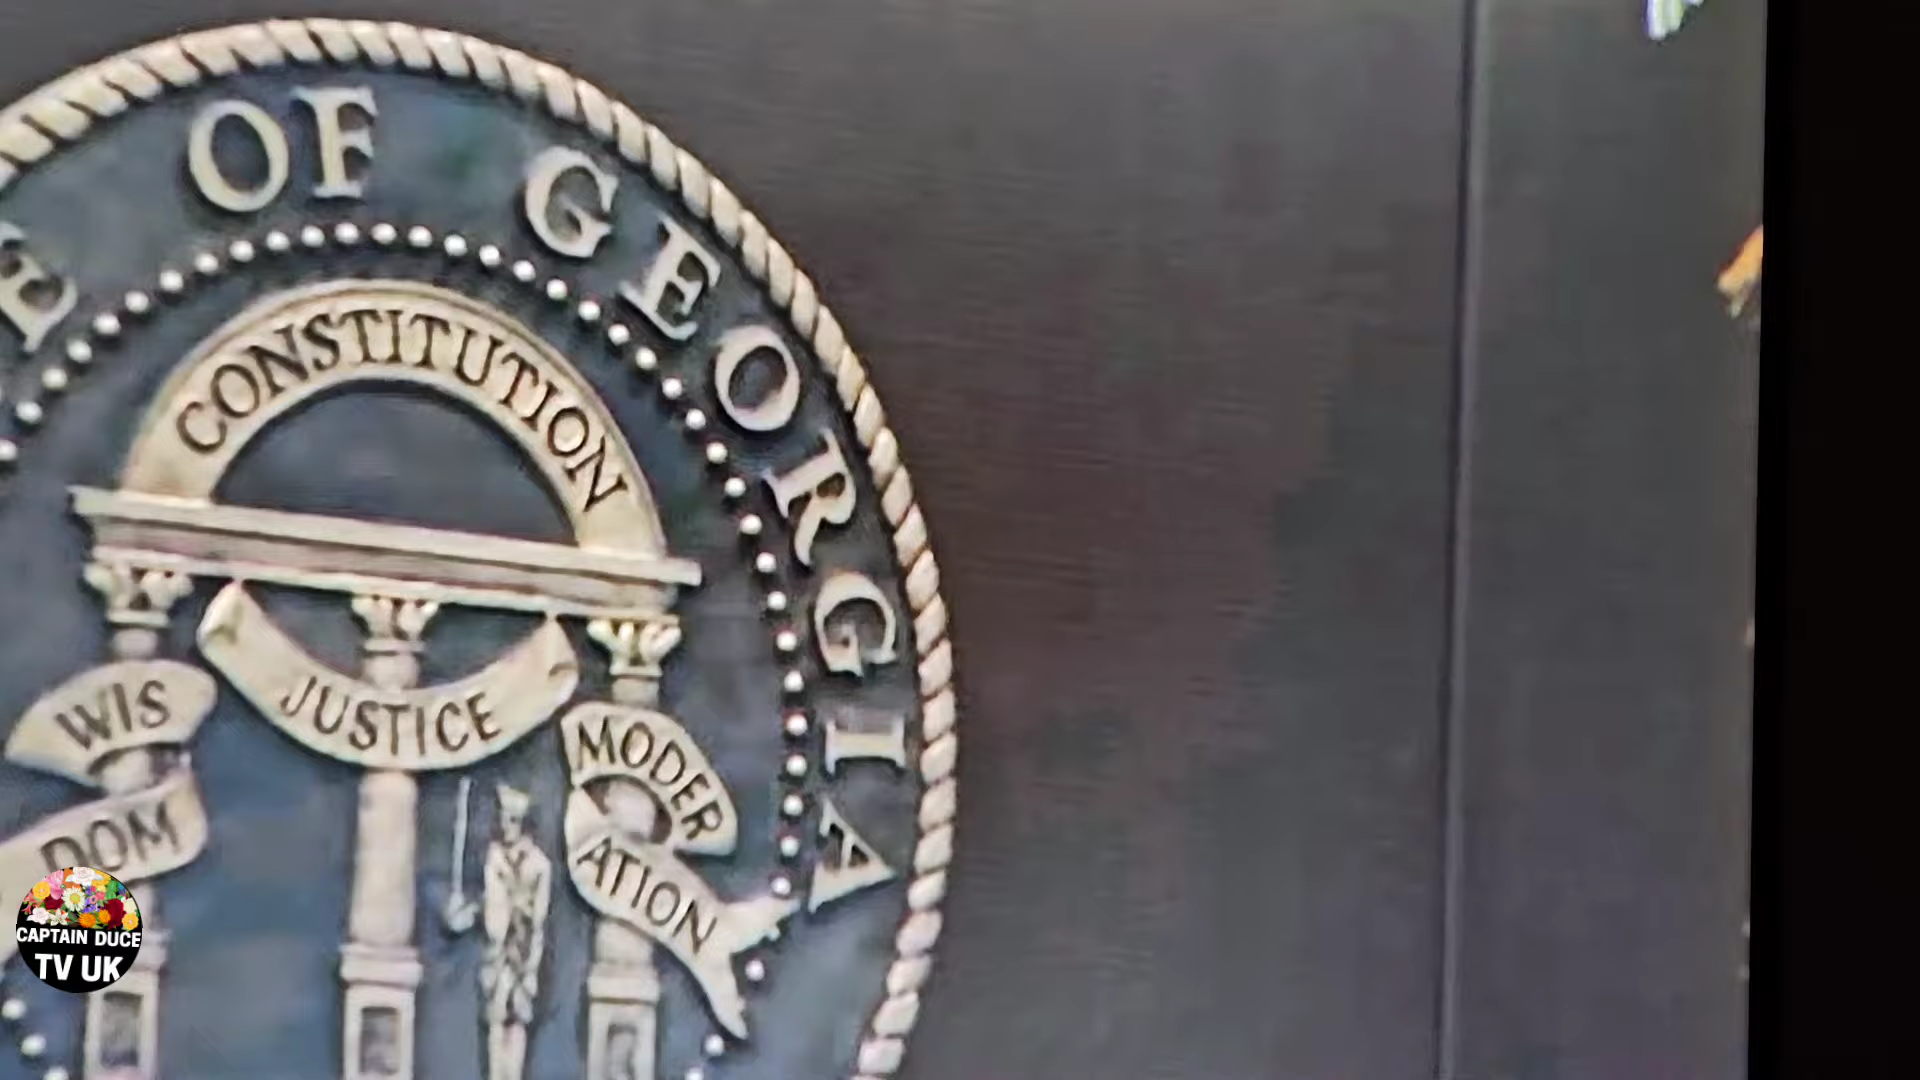 E OF GEORGIA
CONSTITUTION
JUSTICE
WIS
DOM
MODER
ATION
CAPTAIN DUCE
TV UK